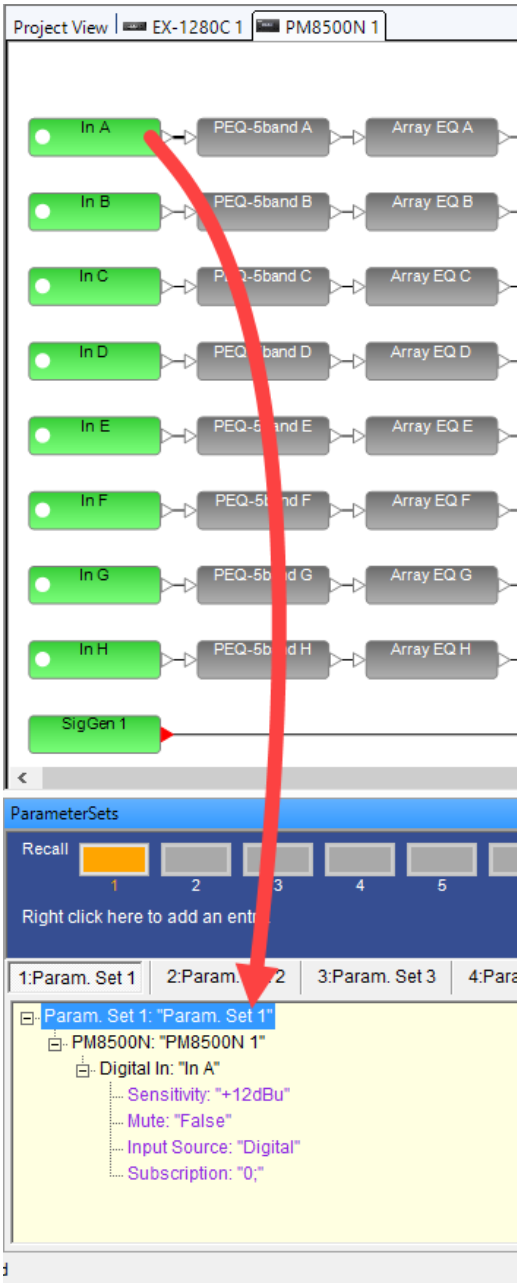 Project View EX-1280C 1 PM8500N 1
In A PEQ-5band A Array EQ A
In B PEQ-5band B Array EQ B
In C PEQ-5band C Array EQ C
In D PEQ-5band D Array EQ D
In E PEQ-5band E Array EQ E
In F PEQ-5band F Array EQ F
In G PEQ-5band G Array EQ G
In H PEQ-5band H Array EQ H
SigGen 1
ParameterSets
Recall
1 2 3 4 5
Right click here to add an entry.
1:Param. Set 1 2:Param. Set 2 3:Param. Set 3 4:Para
Param. Set 1: "Param. Set 1"
PM8500N: "PM8500N 1"
Digital In: "In A"
Sensitivity: "+12dBu"
Mute: "False"
Input Source: "Digital"
Subscription: "0;"